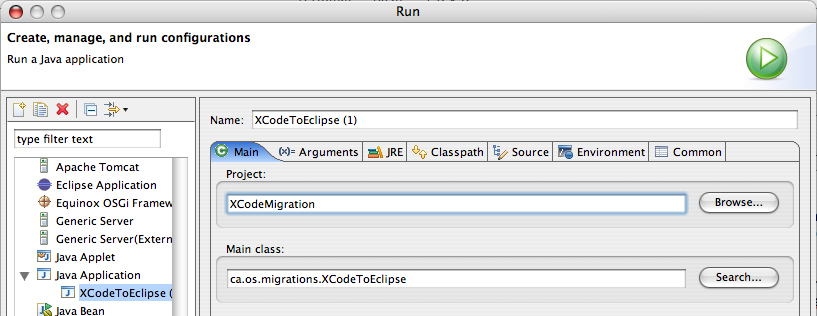 Run
Create, manage, and run configurations
Run a Java application
type filter text
Apache Tomcat
Eclipse Application
Equinox OSGi Framew
Generic Server
Generic Server(Extern
Java Applet
Java Application
XCodeToEclipse (
Java Bean
Name: XCodeToEclipse (1)
Main (x)= Arguments JRE Classpath Source Environment Common
Project:
XCodeMigration Browse...
Main class:
ca.os.migrations.XCodeToEclipse Search...